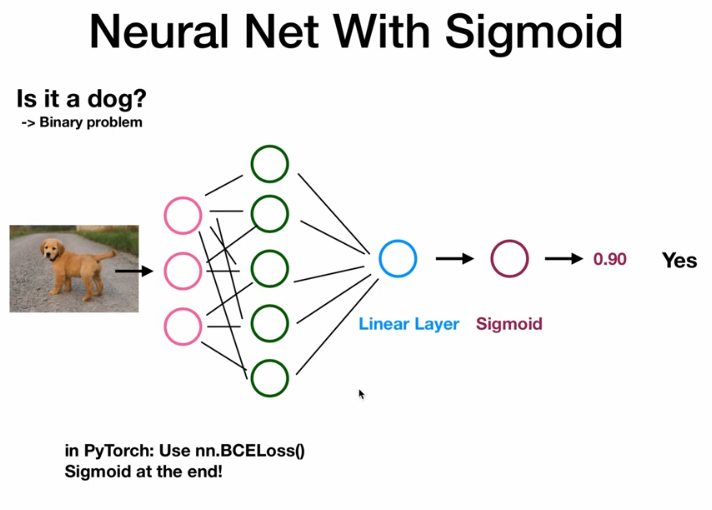 Neural Net With Sigmoid
Is it a dog?
-> Binary problem
0.90 Yes
Linear Layer Sigmoid
in PyTorch: Use nn.BCELoss()
Sigmoid at the end!